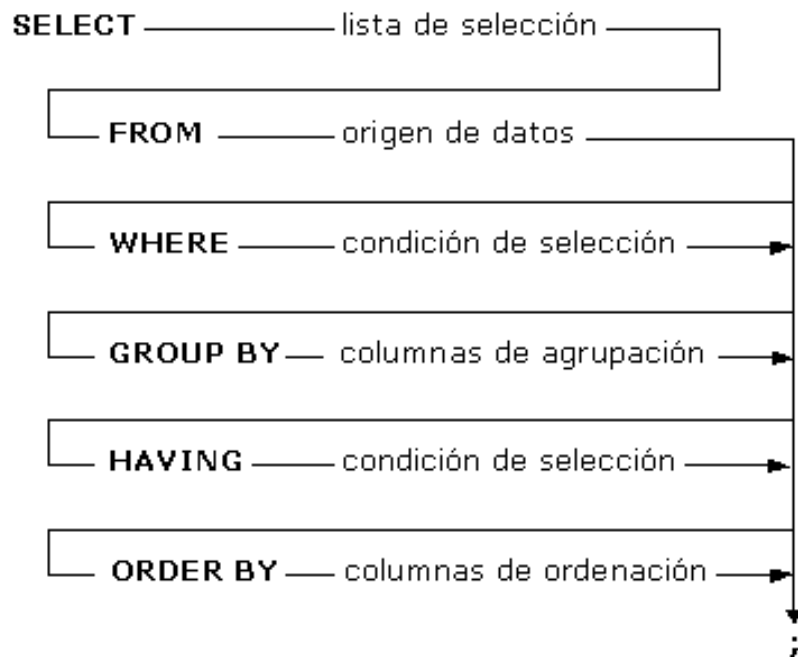 SELECT lista de selección
FROM origen de datos
WHERE condición de selección
GROUP BY columnas de agrupación
HAVING condición de selección
ORDER BY columnas de ordenación
;